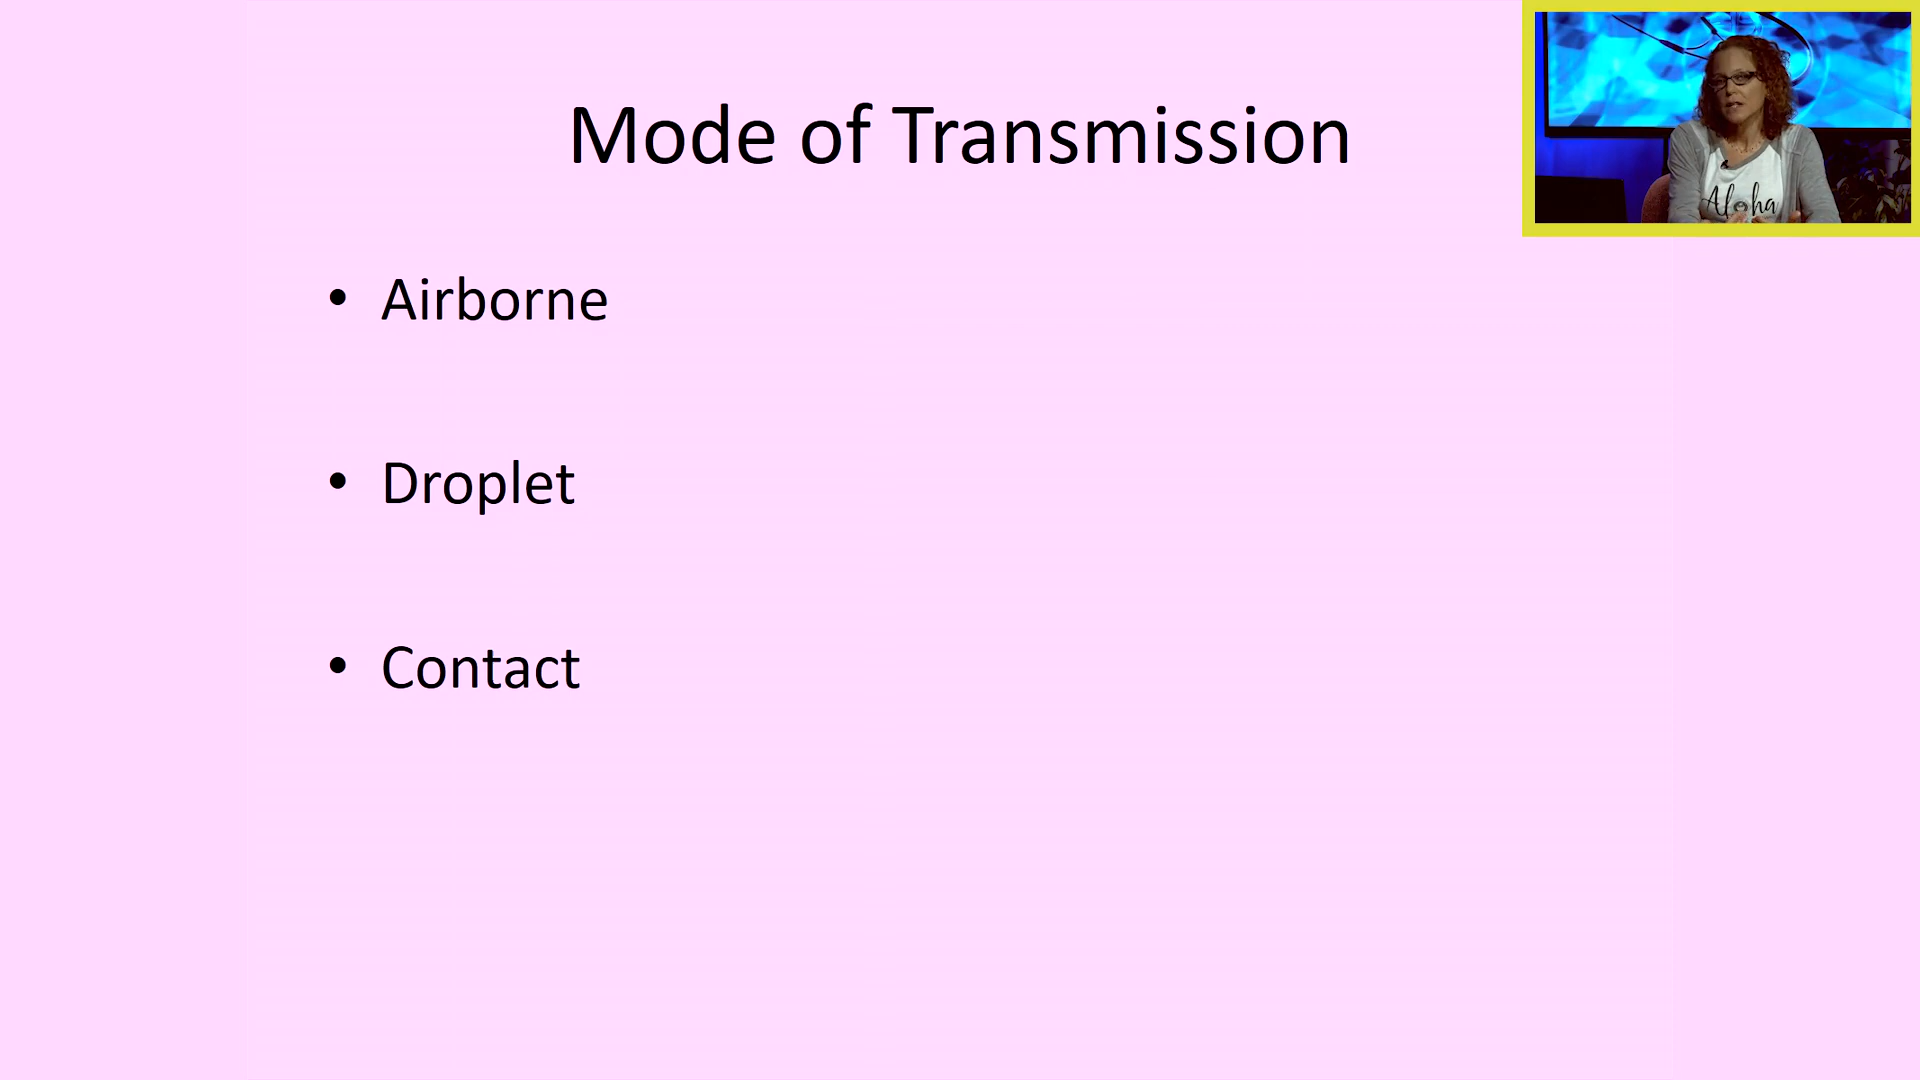 Mode of Transmission
Aloha
• Airborne
• Droplet
• Contact